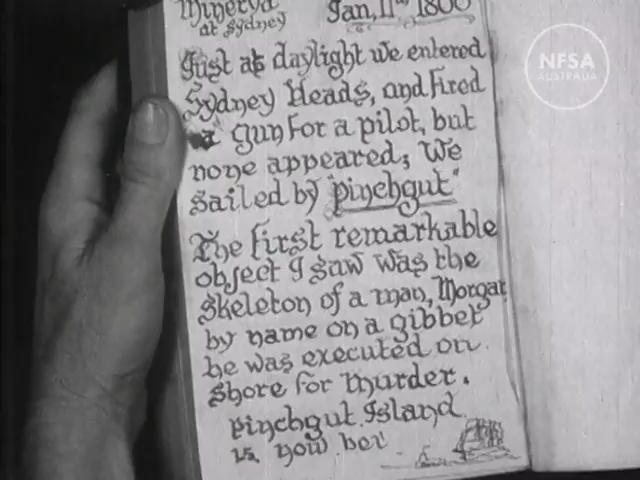 Minerva Jan, 11th 1800
at Sydney
Just at daylight we entered
Sydney Heads, and Fired
a gun for a pilot, but
none appeared; We
sailed by "pinchgut"
The first remarkable
object I saw was the
skeleton of a man, Morgan
by name on a gibbet
he was executed on
shore for murder.
pinchgut Island
is now ber
NFSA
AUSTRALIA